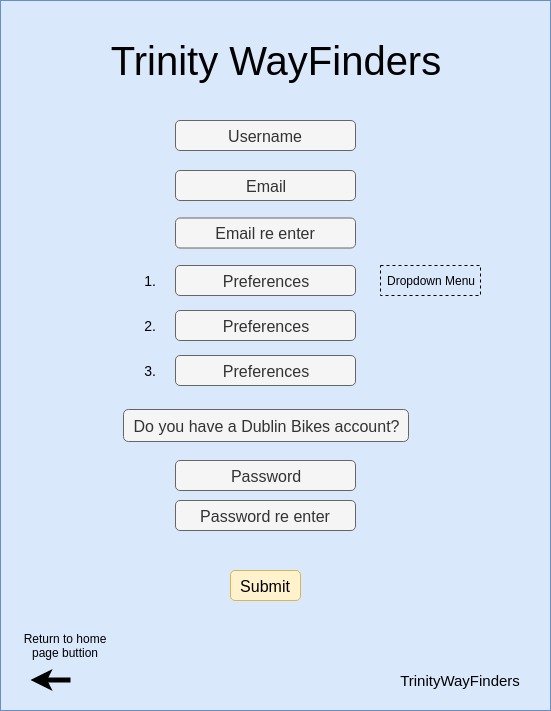 Trinity WayFinders
Username
Email
Email re enter
1. Preferences Dropdown Menu
2. Preferences
3. Preferences
Do you have a Dublin Bikes account?
Password
Password re enter
Submit
Return to home
page buttion
TrinityWayFinders